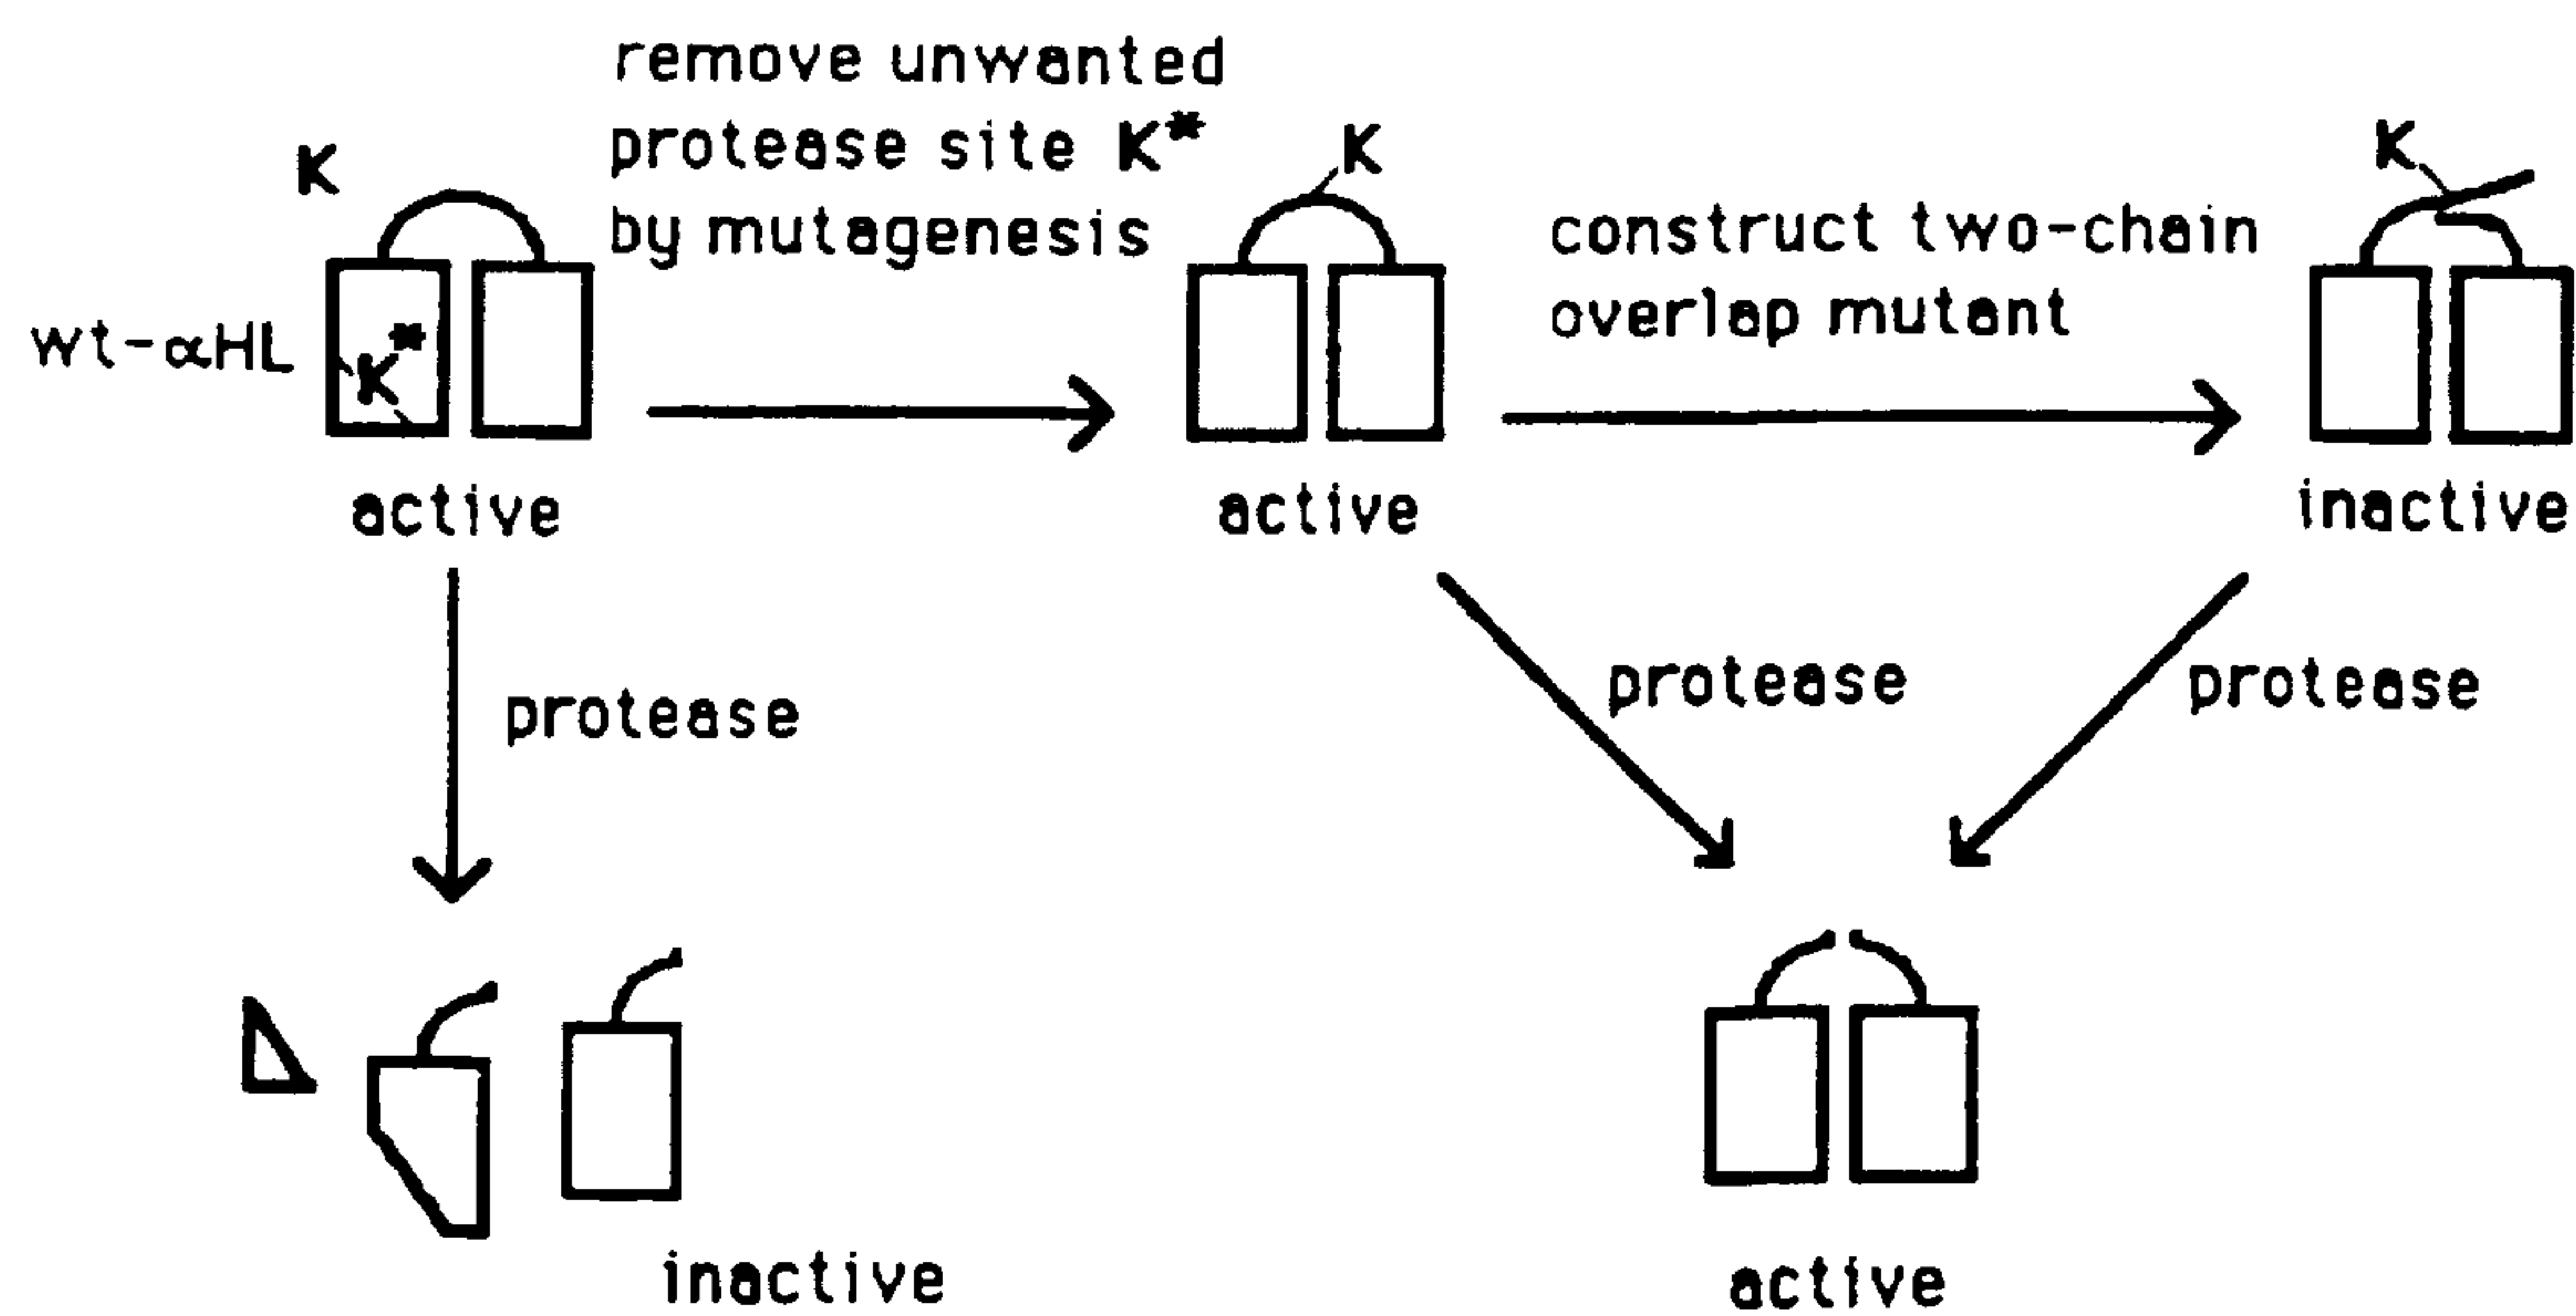 remove unwanted
protease site K*
by mutagenesis
K
wt-αHL
K*
active
K
construct two-chain
overlap mutant
active
K
inactive
protease
protease
protease
inactive
active